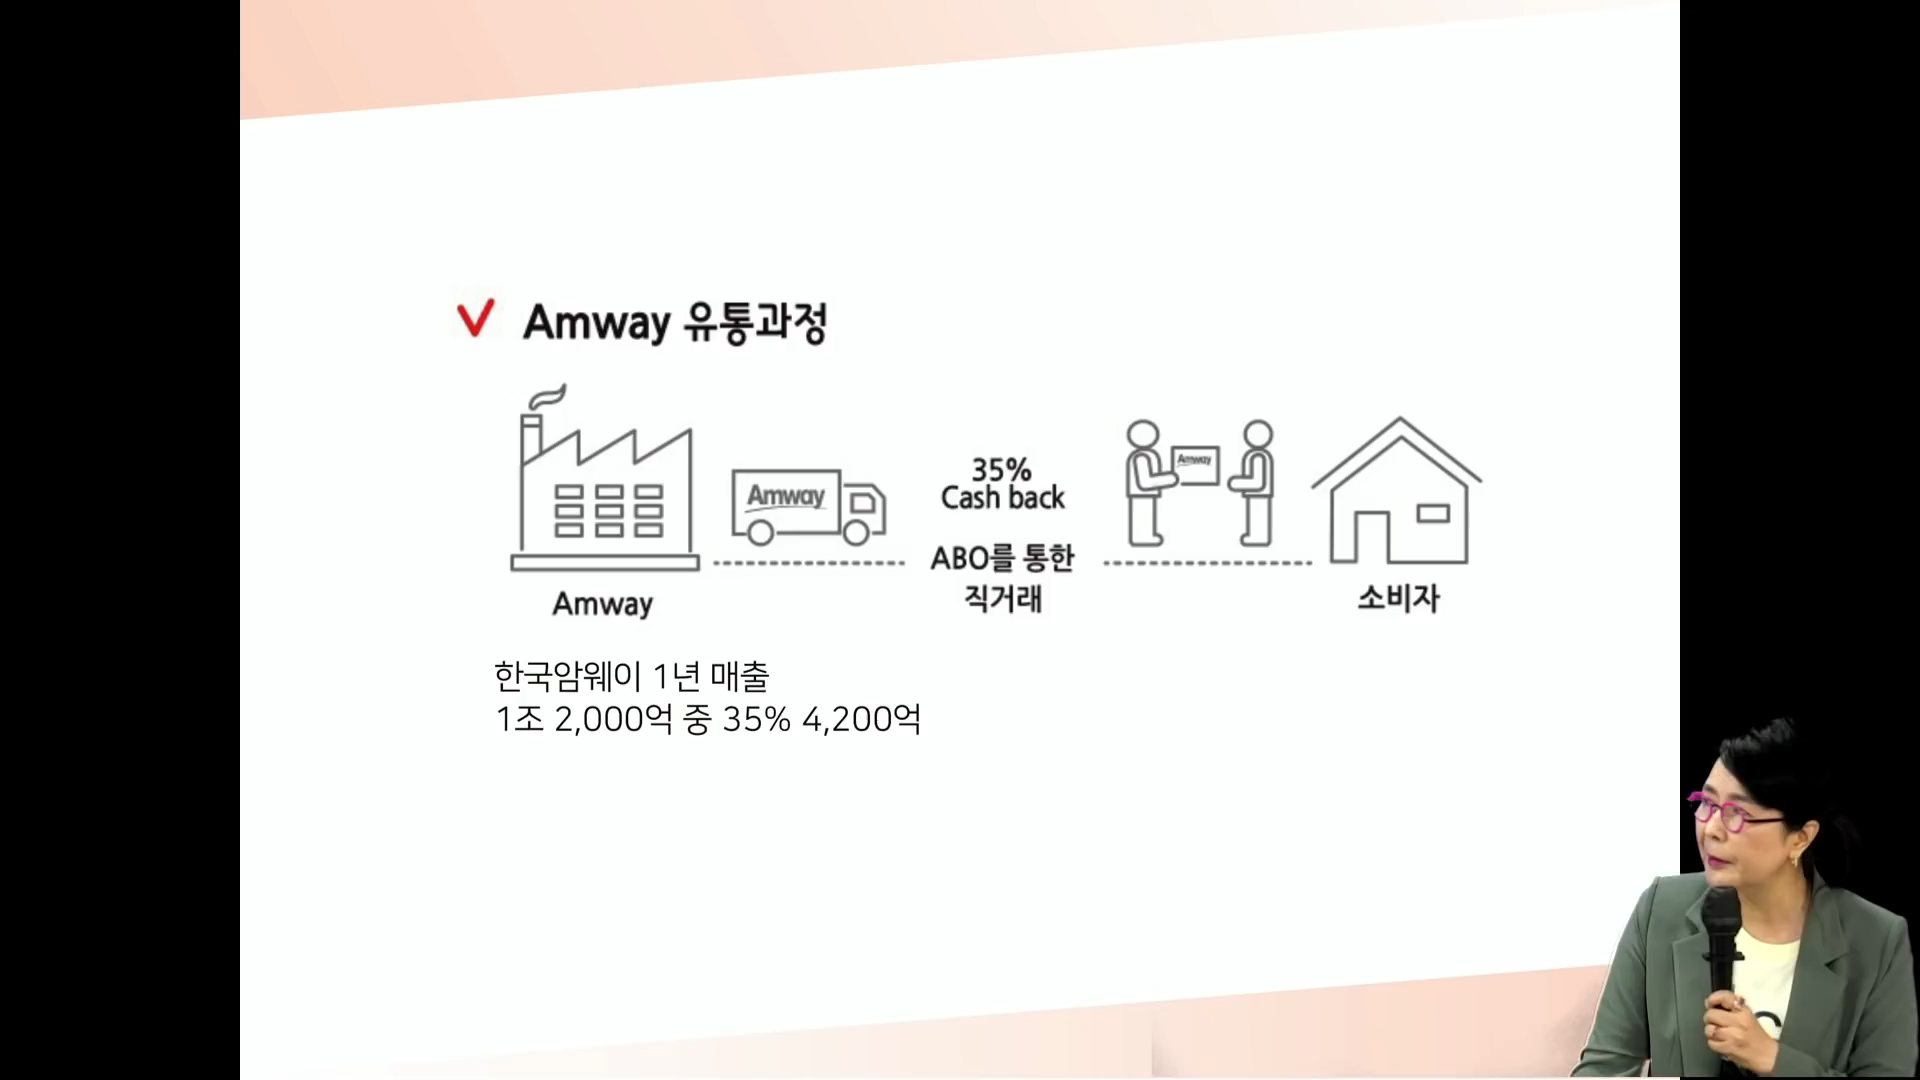 Amway 유통과정
Amway
35%
Cash back
Amway
ABO를 통한
직거래
Amway
소비자
한국암웨이 1년 매출
1조 2,000억 중 35% 4,200억